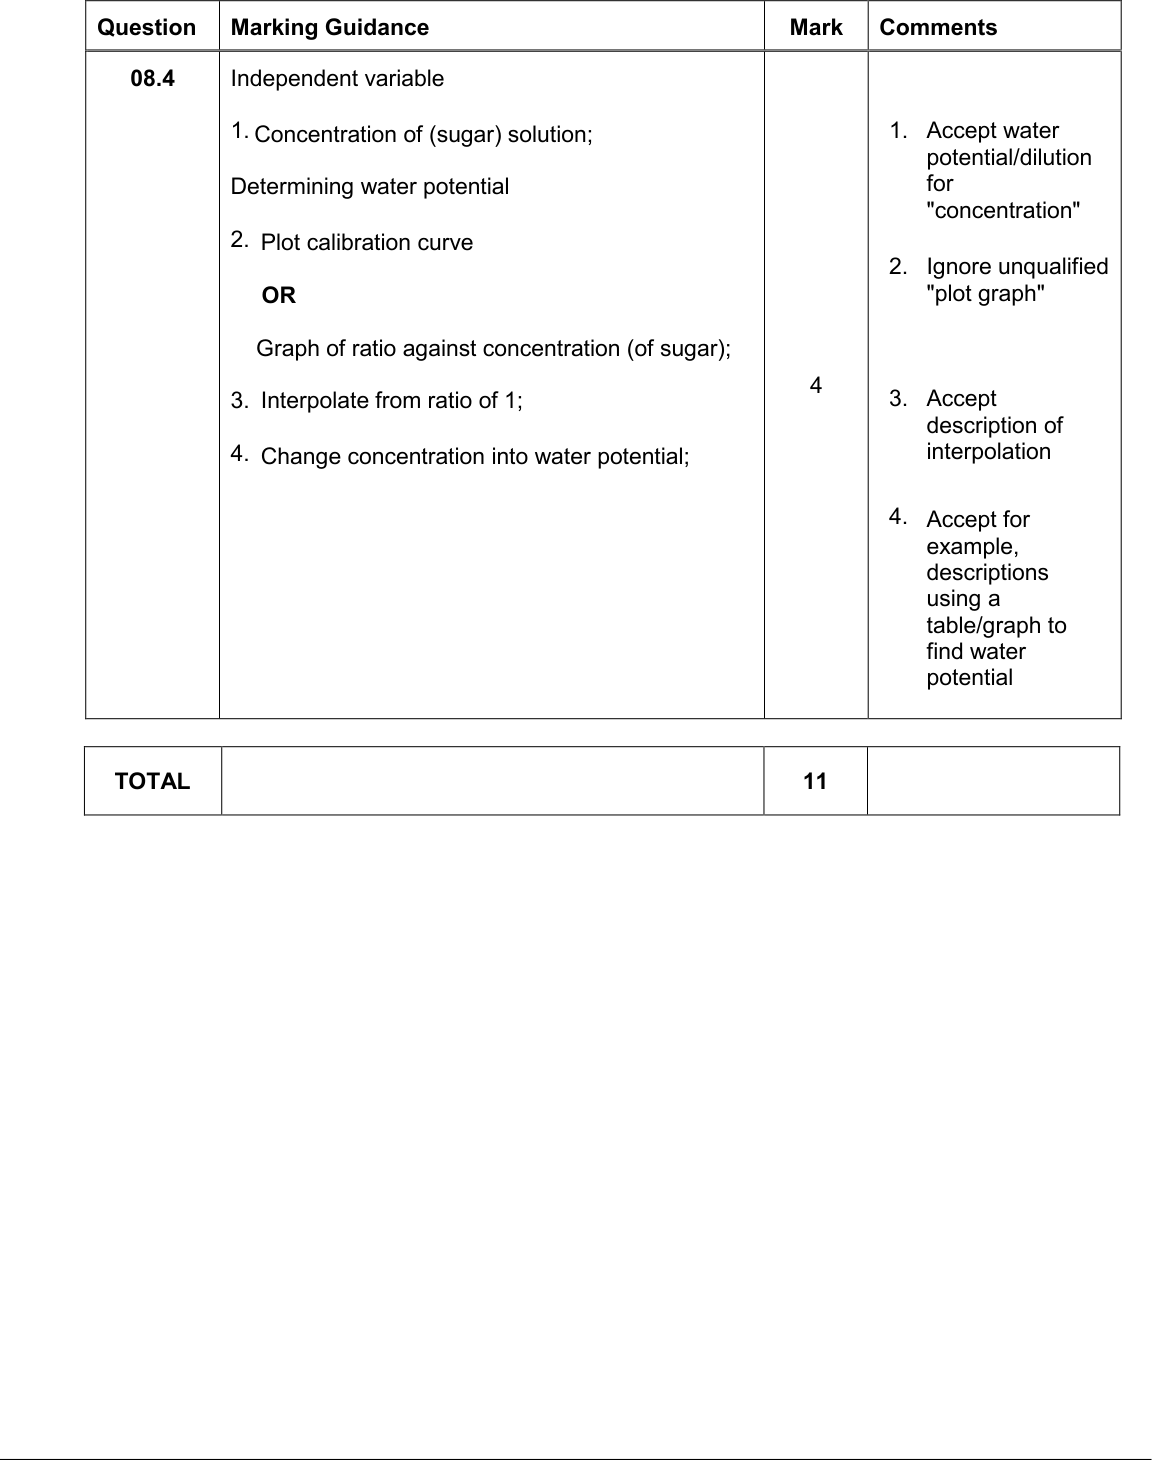 Question Marking Guidance Mark Comments
08.4
Independent variable
1. Concentration of (sugar) solution;
Determining water potential
2. Plot calibration curve
OR
Graph of ratio against concentration (of sugar);
3. Interpolate from ratio of 1;
4. Change concentration into water potential;
4
1. Accept water
potential/dilution
for
"concentration"
2. Ignore unqualified
"plot graph"
3. Accept
description of
interpolation
4. Accept for
example,
descriptions
using a
table/graph to
find water
potential
TOTAL 11